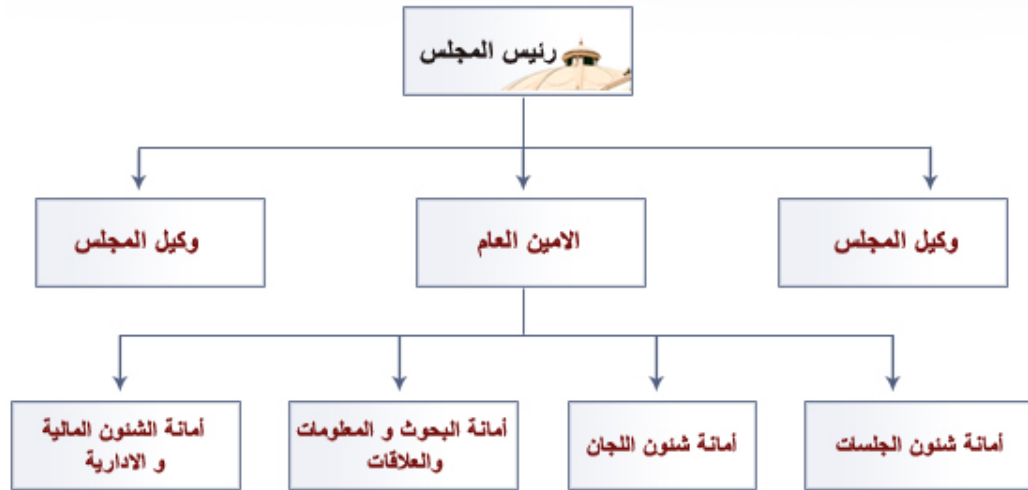 رئيس المجلس
وكيل المجلس
الامين العام
وكيل المجلس
أمانة شئون الجلسات
أمانة شئون اللجان
أمانة البحوث و المعلومات
والعلاقات
أمانة الشئون المالية
و الادارية